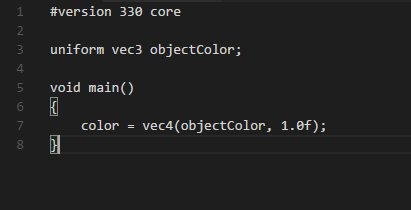 1 #version 330 core
2
3 uniform vec3 objectColor;
4
5 void main()
6 {
7     color = vec4(objectColor, 1.0f);
8 }